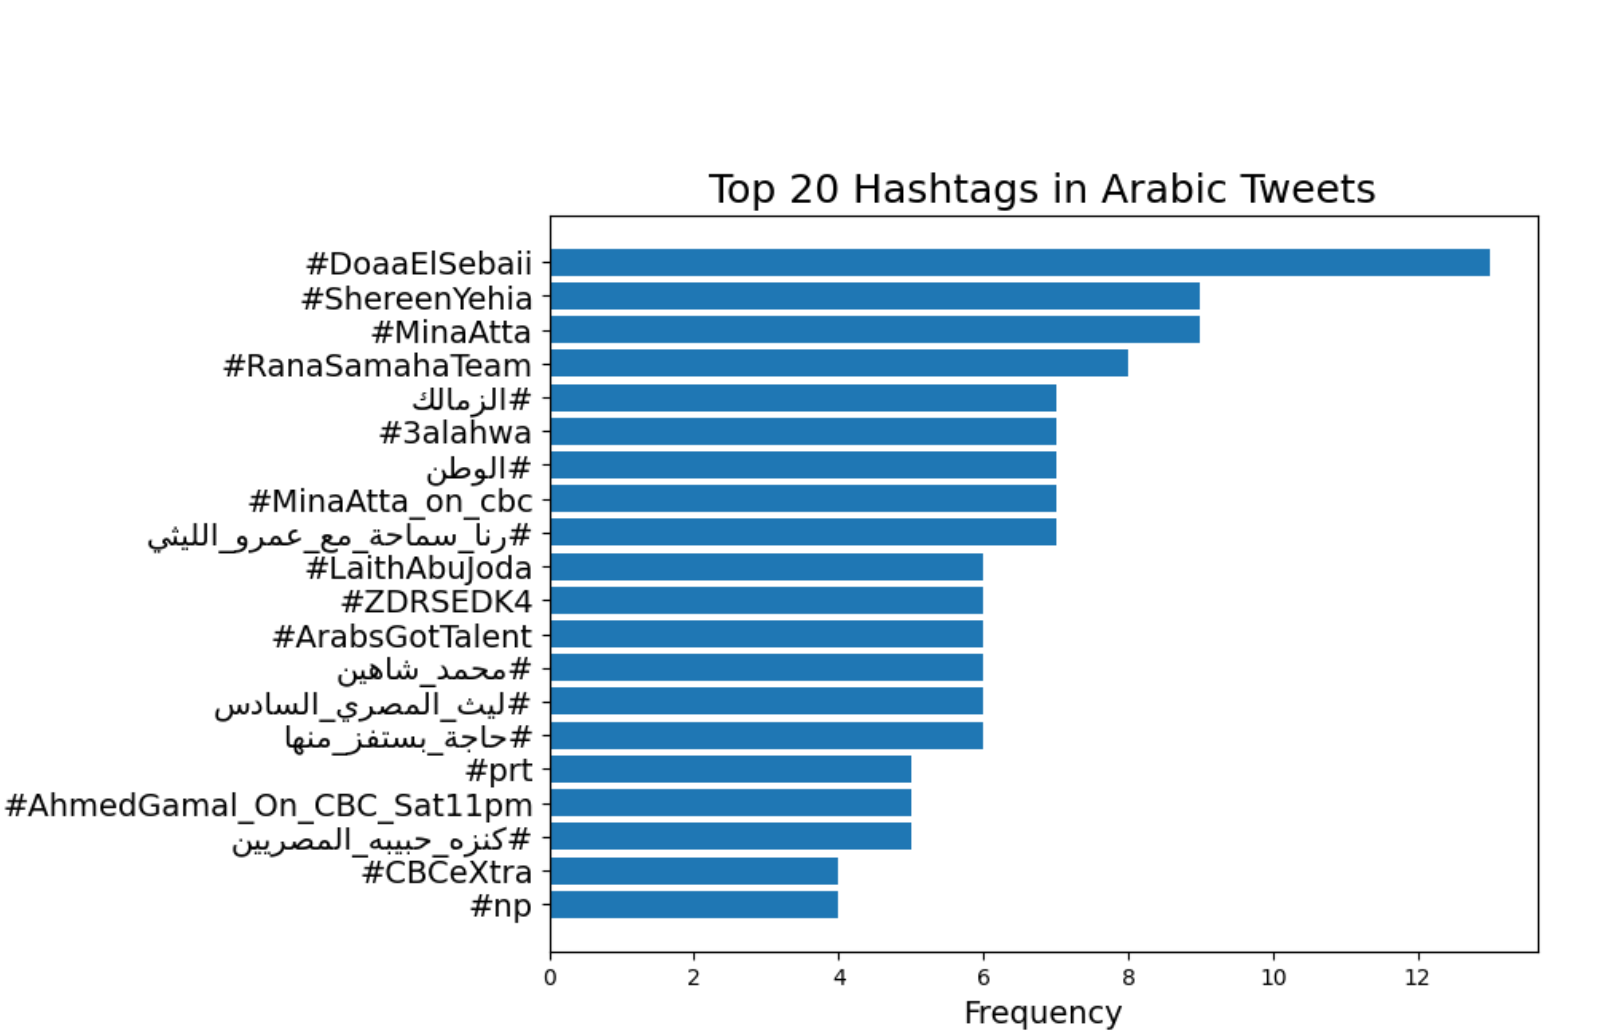 Top 20 Hashtags in Arabic Tweets
#DoaaElSebaii
#ShereenYehia
#MinaAtta
#RanaSamahaTeam
#الزمالك
#3alahwa
#الوطن
#MinaAtta_on_cbc
#رنا_سماحة_مع_عمرو_الليثي
#LaithAbuJoda
#ZDRSEDK4
#ArabsGotTalent
#محمد_شاهين
#ليث_المصري_السادس
#حاجة_بستفز_منها
#prt
#AhmedGamal_On_CBC_Sat11pm
#كنزه_حبيبه_المصريين
#CBCeXtra
#np
0 2 4 6 8 10 12
Frequency